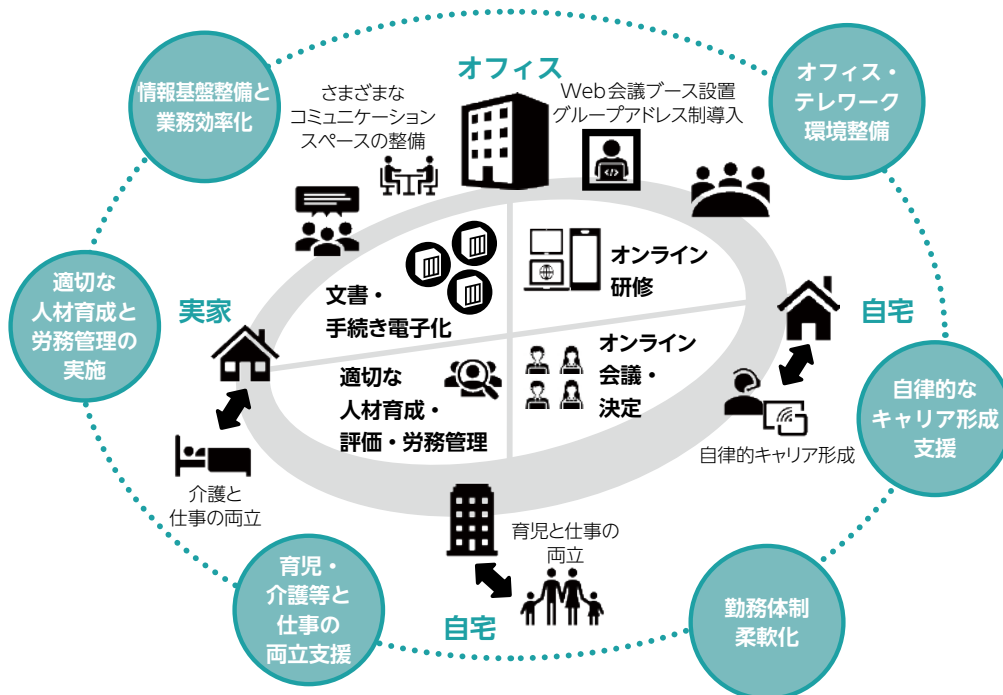 オフィス
情報基盤整備と
業務効率化
さまざまな
コミュニケーション
スペースの整備
Web会議ブース設置
グループアドレス制導入
オフィス・
テレワーク
環境整備
文書・
手続き電子化
オンライン
研修
適切な
人材育成と
労務管理の
実施
実家
自宅
適切な
人材育成・
評価・労務管理
オンライン
会議・
決定
自律的な
キャリア形成
支援
自律的キャリア形成
介護と
仕事の両立
育児と仕事の
両立
育児・
介護等と
仕事の
両立支援
自宅
勤務体制
柔軟化